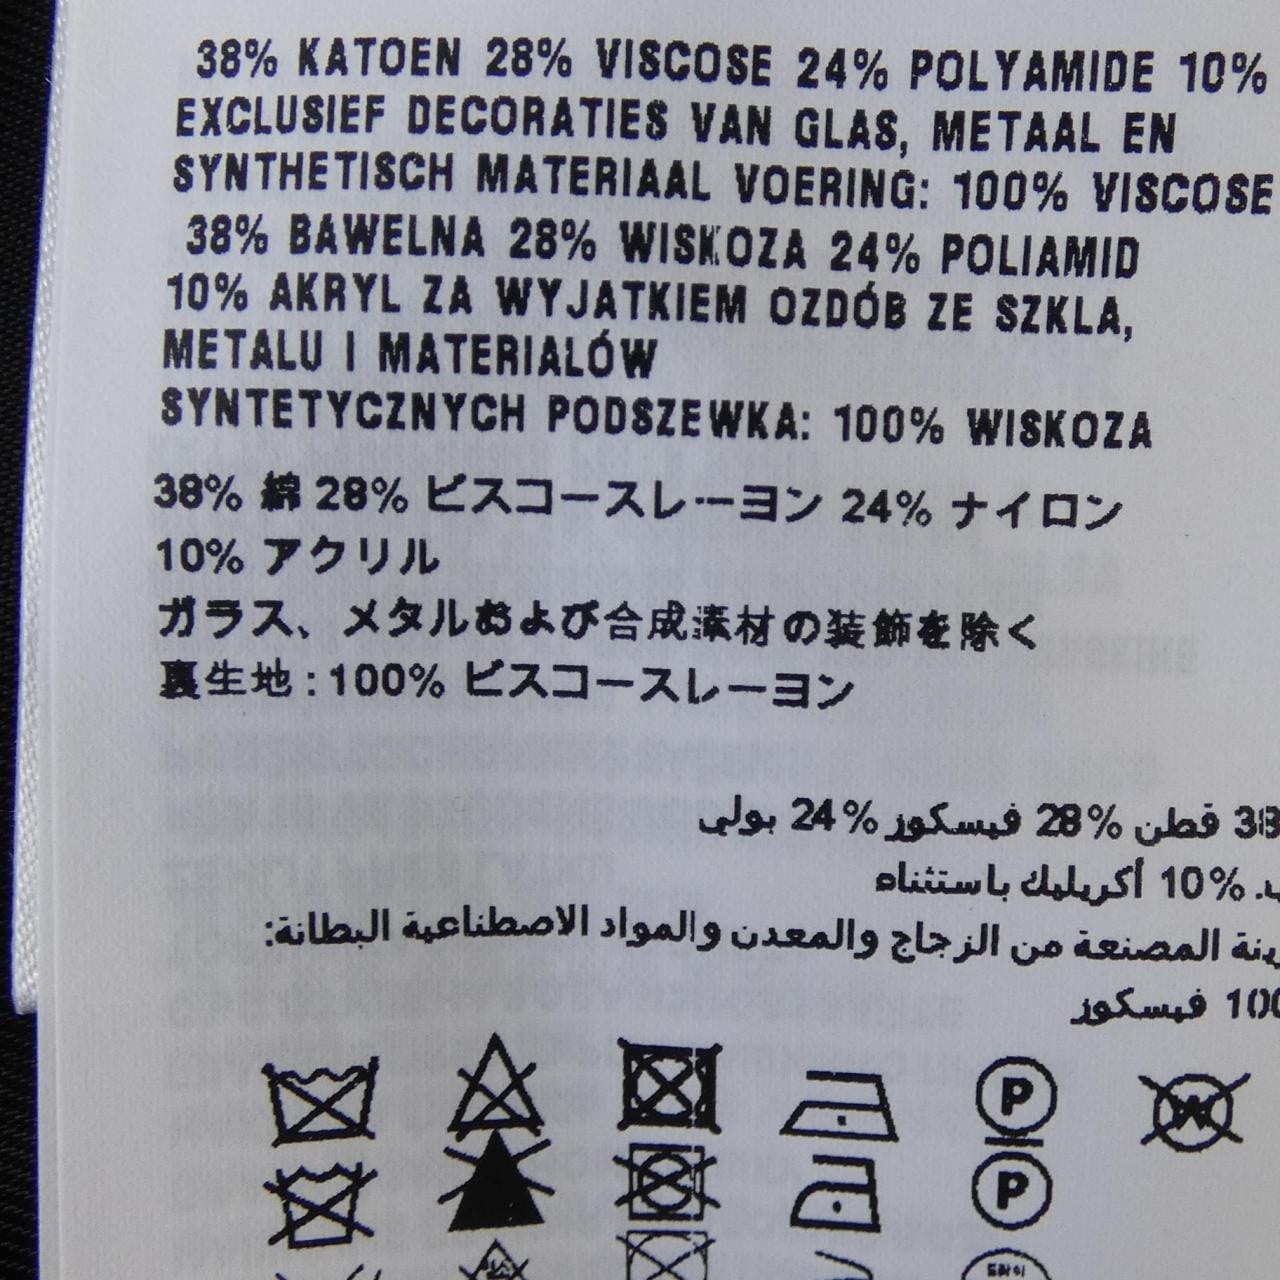 38% KATOEN 28% VISCOSE 24% POLYAMIDE 10%
EXCLUSIEF DECORATIES VAN GLAS, METAAL EN
SYNTHETISCH MATERIAAL VOERING: 100% VISCOSE
38% BAWELNA 28% WISKOZA 24% POLIAMID
10% AKRYL ZA WYJATKIEM OZDÓB ZE SZKLA,
METALU I MATERIALÓW
SYNTETYCZNYCH PODSZEWKA: 100% WISKOZA
38% 綿 28% ビスコースレーヨン 24% ナイロン
10% アクリル
ガラス、メタルおよび合成素材の装飾を除く
裏生地:100% ビスコースレーヨン
38 قطن %28 فيسكوز %24 بولي
%10 أكريليك باستثناء
المصنعة من الزجاج والمعدن والمواد الاصطناعية البطانة:
100 فيسكوز
P W
P
드라이